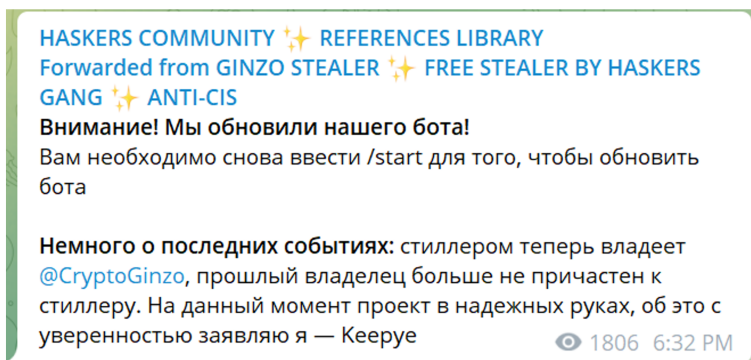 HASKERS COMMUNITY ✨ REFERENCES LIBRARY
Forwarded from GINZO STEALER ✨ FREE STEALER BY HASKERS
GANG ✨ ANTI-CIS
Внимание! Мы обновили нашего бота!
Вам необходимо снова ввести /start для того, чтобы обновить
бота
Немного о последних событиях: стиллером теперь владеет
@CryptoGinzo, прошлый владелец больше не причастен к
стиллеру. На данный момент проект в надежных руках, об это с
уверенностью заявляю я — Keepye
1806 6:32 PM